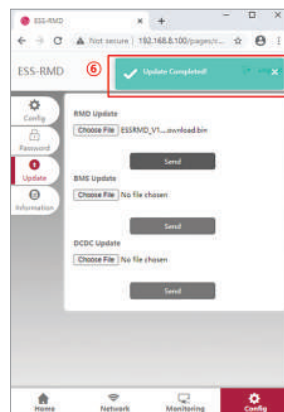 ESS-RMD
Not secure | 192.168.8.100/pages/r...
ESS-RMD
⑥
Update Completed!
Config
Password
Update
Information
RMD Update
Choose File ESSRMD_V1....ownload.bin
Send
BMS Update
Choose File No file chosen
Send
DCDC Update
Choose File No file chosen
Send
Home
Network
Monitoring
Config